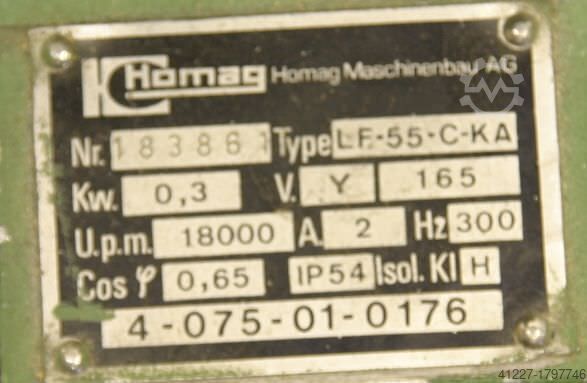 Homag Homag Maschinenbau AG
Nr. 183861 Type LF-55-C-KA
Kw. 0,3 V. Y 165
U.p.m. 18000 A. 2 Hz 300
Cos φ 0,65 IP54 Isol. Kl H
4-075-01-0176
41227-1797746